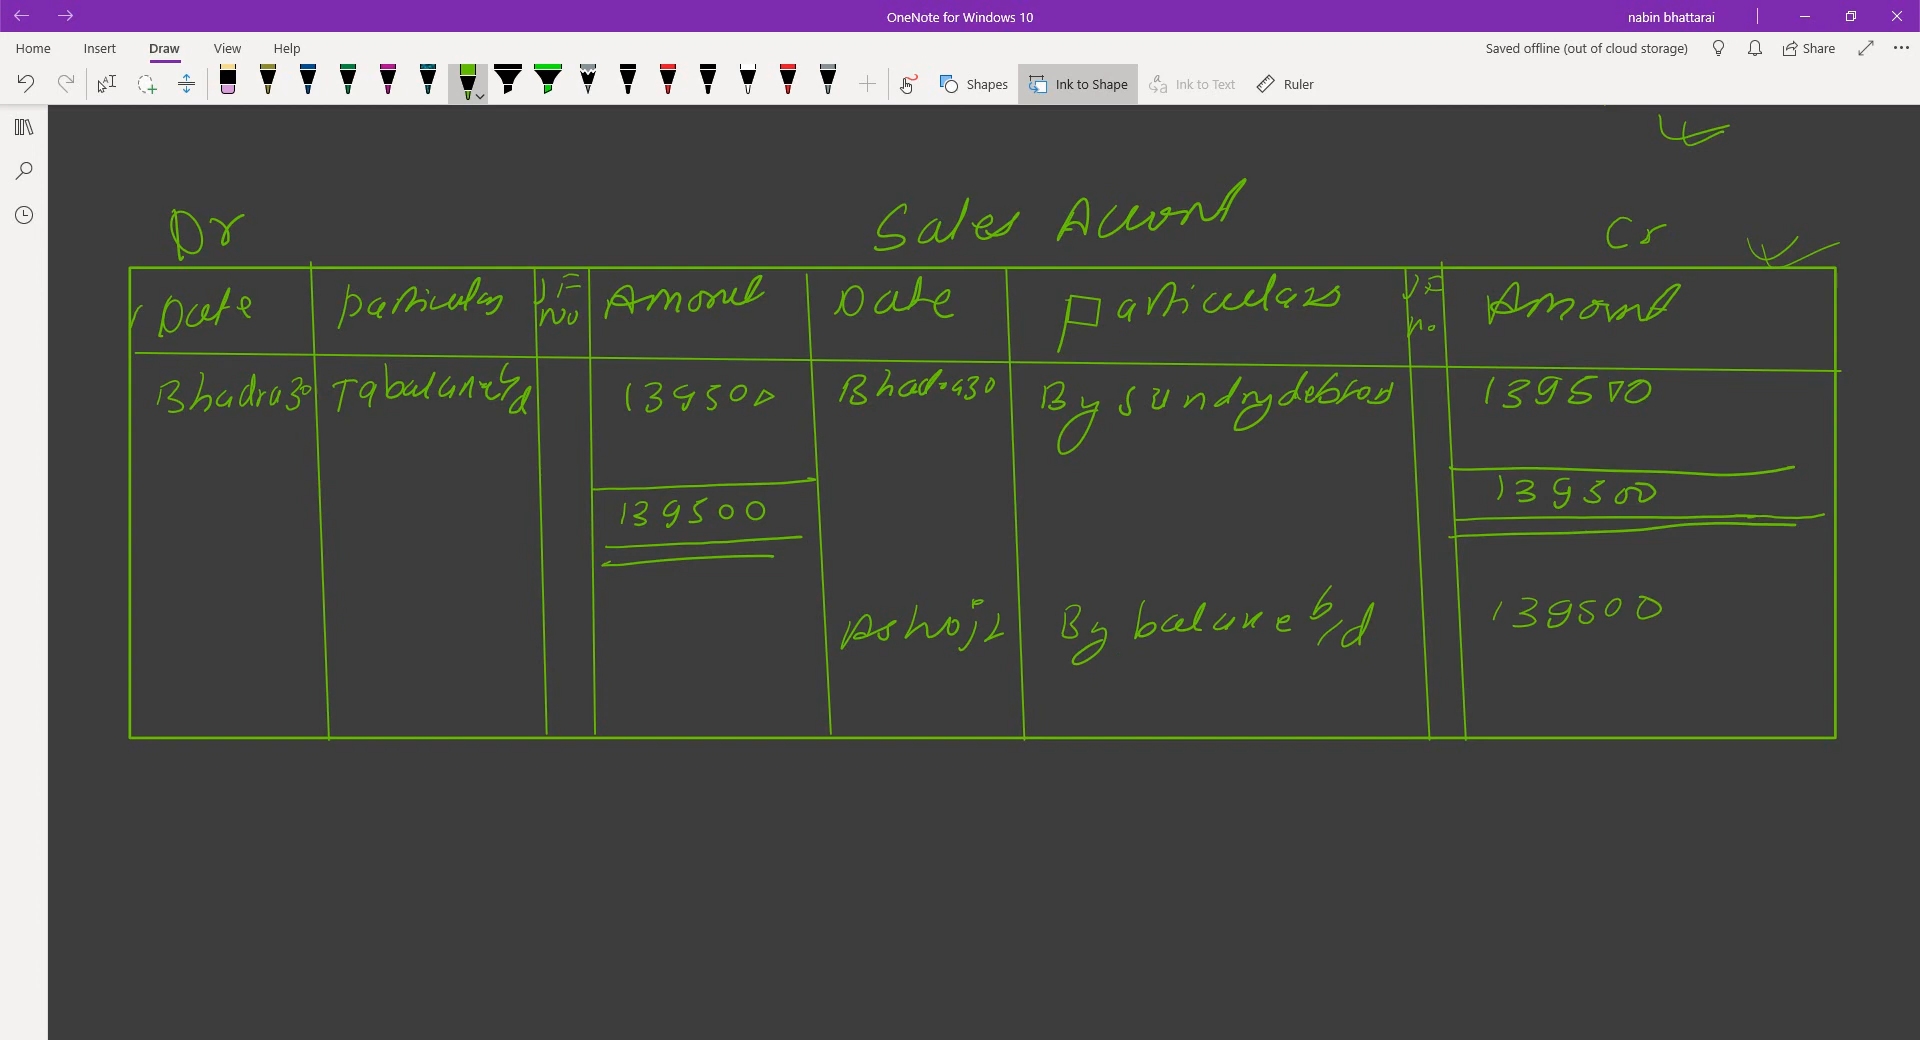 OneNote for Windows 10
nabin bhattarai
Home Insert Draw View Help
Saved offline (out of cloud storage) Share
Shapes Ink to Shape Ink to Text Ruler
Dr Sales Account Cr
Date Particulars J F No Amount Date Particulars J F No. Amount
Bhadra 30 To balance c/d 139500 Bhadra 30 By sundry debtors 139500
139500 139500
Ashoj 2 By balance b/d 139500